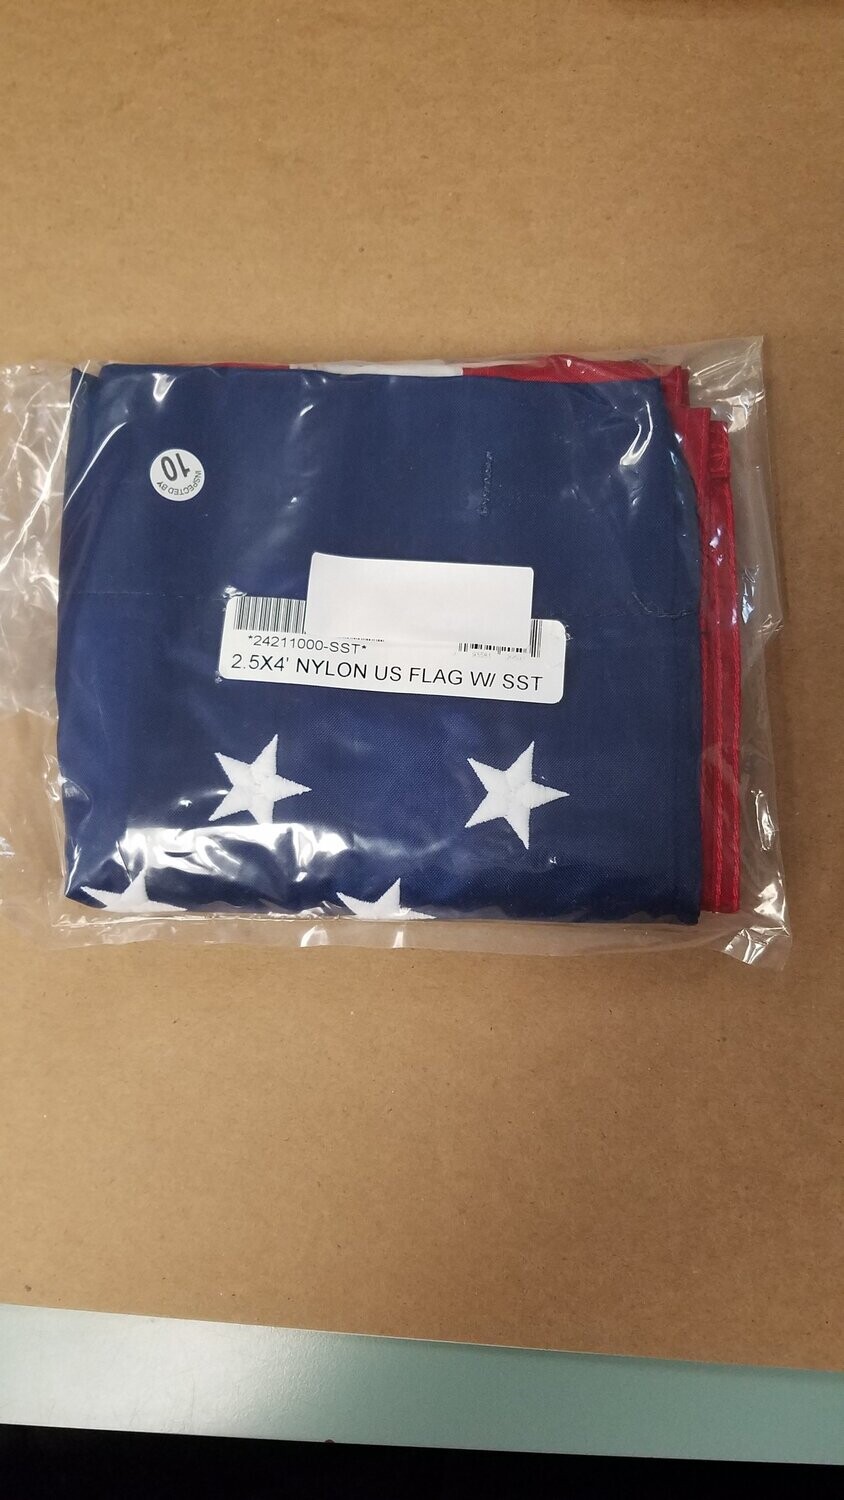 INSPECTED BY
10
*24211000-SST*
2.5X4' NYLON US FLAG W/ SST